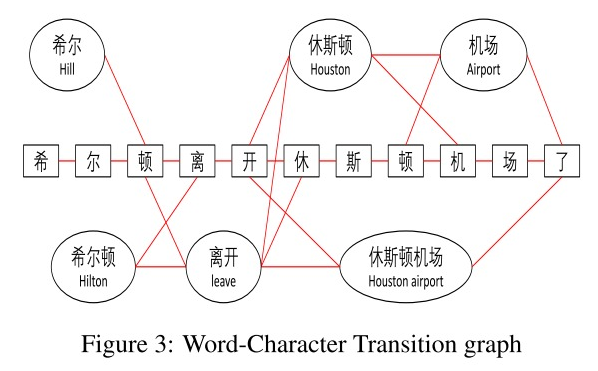 希尔
Hill
休斯顿
Houston
机场
Airport
希 尔 顿 离 开 休 斯 顿 机 场 了
希尔顿
Hilton
离开
leave
休斯顿机场
Houston airport
Figure 3: Word-Character Transition graph